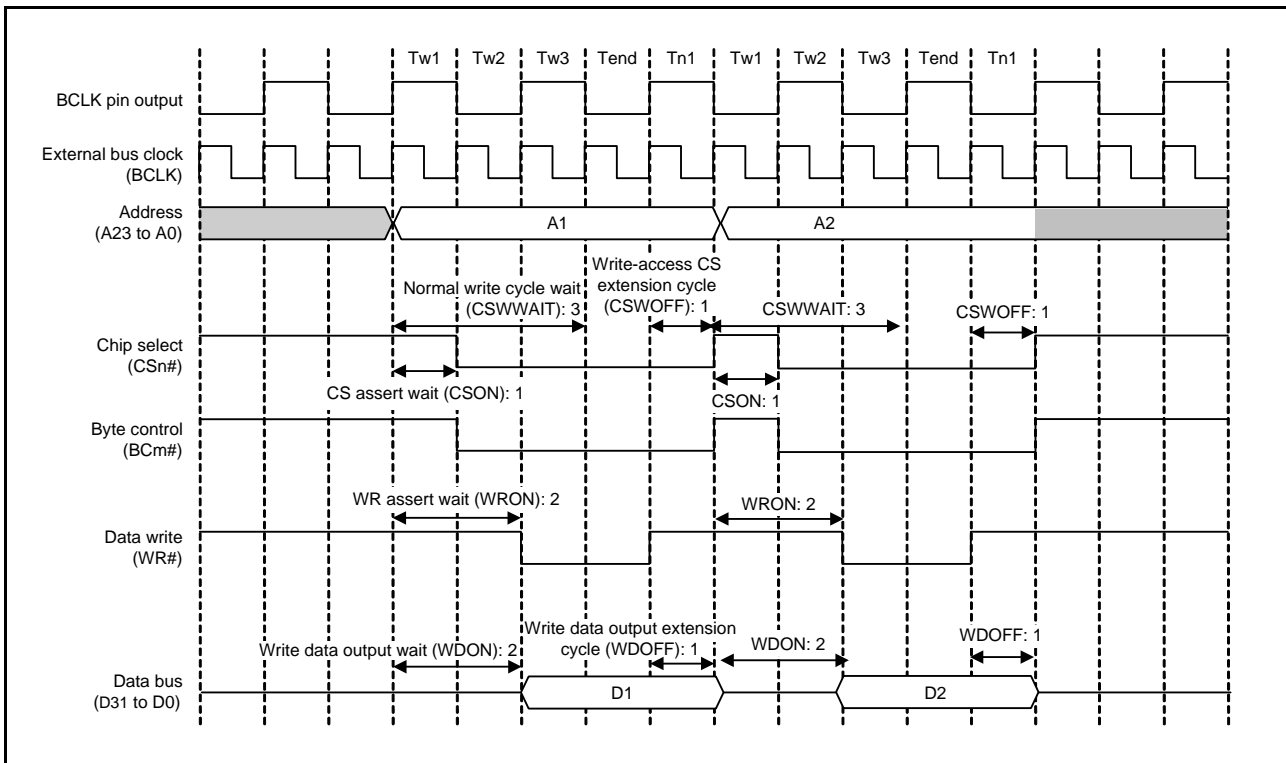 Tw1 Tw2 Tw3 Tend Tn1 Tw1 Tw2 Tw3 Tend Tn1
BCLK pin output
External bus clock
(BCLK)
Address
(A23 to A0)
A1
A2
Normal write cycle wait
(CSWWAIT): 3
Write-access CS
extension cycle
(CSWOFF): 1
CSWWAIT: 3
CSWOFF: 1
Chip select
(CSn#)
CS assert wait (CSON): 1
CSON: 1
Byte control
(BCm#)
WR assert wait (WRON): 2
WRON: 2
Data write
(WR#)
Write data output wait (WDON): 2
Write data output extension
cycle (WDOFF): 1
WDON: 2
WDOFF: 1
Data bus
(D31 to D0)
D1
D2